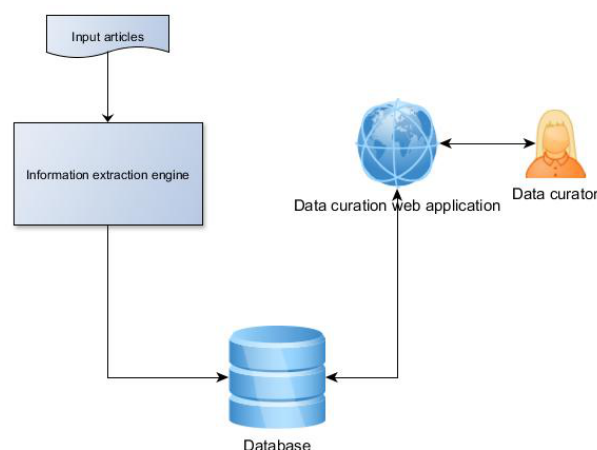 Input articles
Information extraction engine
Data curation web application
Data curator
Database